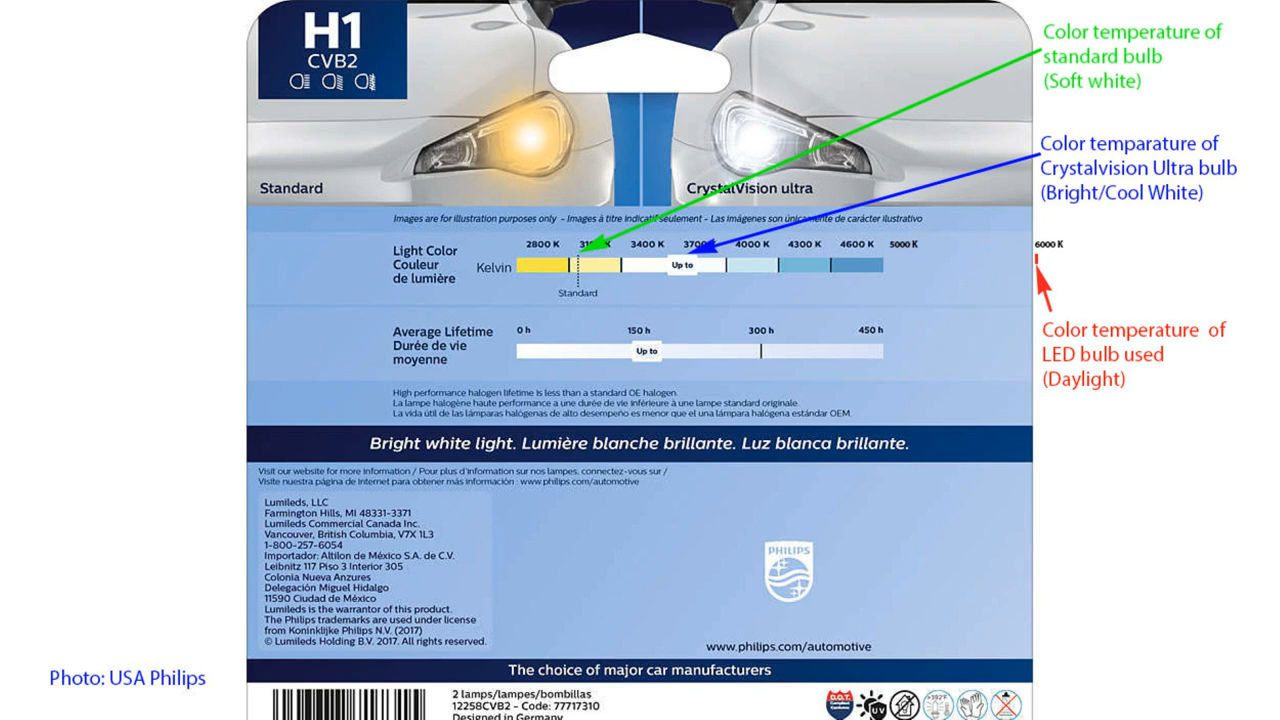 H1
CVB2
Color temperature of
standard bulb
(Soft white)
Color temparature of
Crystalvision Ultra bulb
(Bright/Cool White)
Standard
CrystalVision ultra
Images are for illustration purposes only - Images à titre indicatif seulement - Las imágenes son únicamente de carácter ilustrativo
Light Color
Couleur
de lumière
Kelvin
2800 K 3400 K 4000 K 4300 K 4600 K 5000 K 6000 K
Up to
Standard
Color temperature of
LED bulb used
(Daylight)
Average Lifetime
Durée de vie
moyenne
0 h 150 h 300 h 450 h
Up to
High performance halogen lifetime is less than a standard OE halogen.
La lampe halogène haute performance a une durée de vie inférieure à une lampe standard originale.
La vida útil de las lámparas halógenas de alto desempeño es menor que el una lámpara halógena estándar OEM.
Bright white light. Lumière blanche brillante. Luz blanca brillante.
Visit our website for more information / Pour plus d'information sur nos lampes, connectez-vous sur /
Visite nuestra página de Internet para obtener más información : www.philips.com/automotive
Lumileds, LLC
Farmington Hills, MI 48331-3371
Lumileds Commercial Canada Inc.
Vancouver, British Columbia, V7X 1L3
1-800-257-6054
Importador: Altilon de México S.A. de C.V.
Leibnitz 117 Piso 3 Interior 305
Colonia Nueva Anzures
Delegación Miguel Hidalgo
11590 Ciudad de México
Lumileds is the warrantor of this product.
The Philips trademarks are used under license
from Koninklijke Philips N.V. (2017)
© Lumileds Holding B.V. 2017. All rights reserved.
PHILIPS
www.philips.com/automotive
Photo: USA Philips
The choice of major car manufacturers
2 lamps/lampes/bombillas
12258CVB2 - Code: 77717310
Designed in Germany
D.O.T.
UV